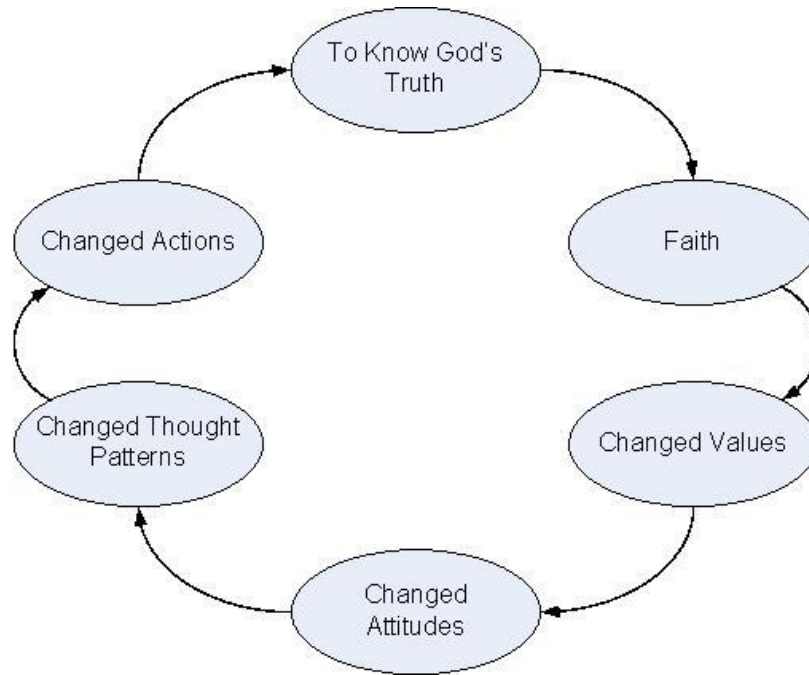 To Know God's
Truth
Faith
Changed Values
Changed
Attitudes
Changed Thought
Patterns
Changed Actions